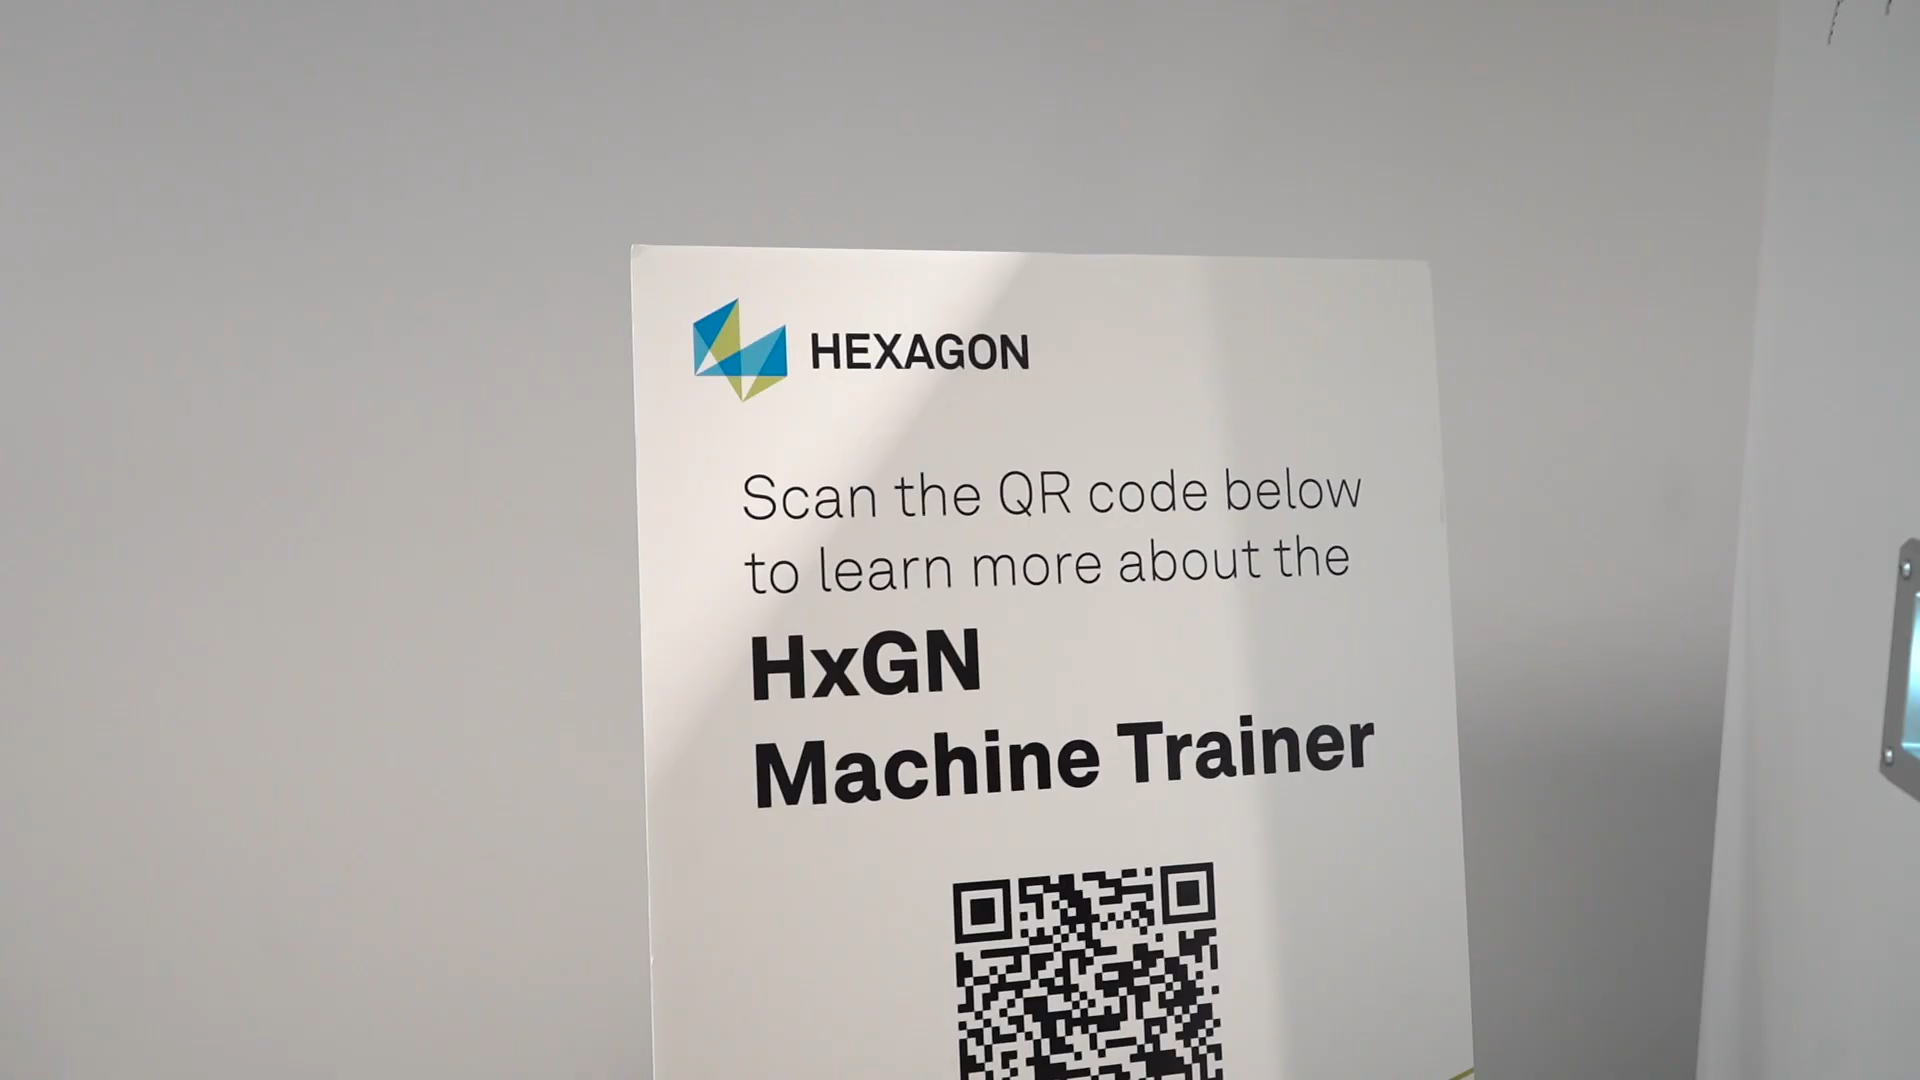 HEXAGON
Scan the QR code below
to learn more about the
HxGN
Machine Trainer